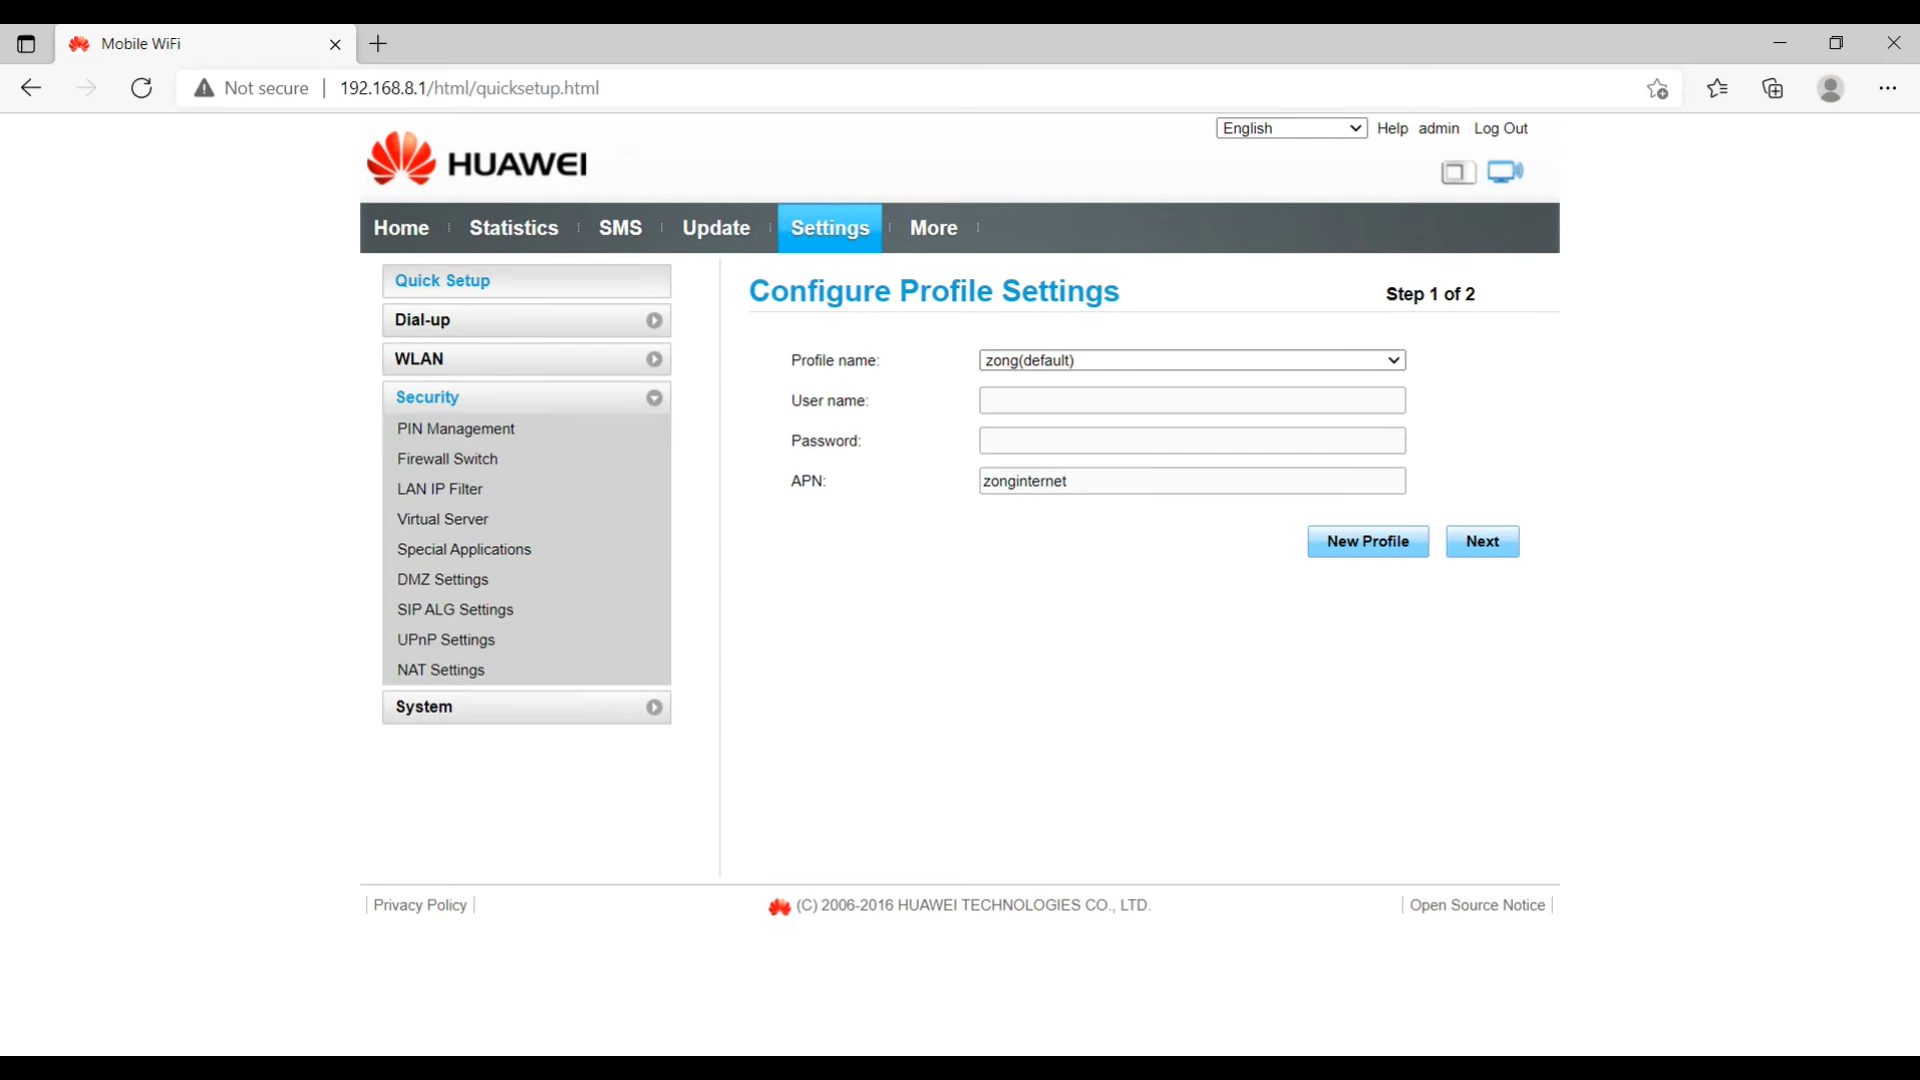 Mobile WiFi
Not secure | 192.168.8.1/html/quicksetup.html
English Help admin Log Out
HUAWEI
Home Statistics SMS Update Settings More
Quick Setup
Dial-up
WLAN
Security
PIN Management
Firewall Switch
LAN IP Filter
Virtual Server
Special Applications
DMZ Settings
SIP ALG Settings
UPnP Settings
NAT Settings
System
Configure Profile Settings
Step 1 of 2
Profile name: zong(default)
User name:
Password:
APN: zonginternet
New Profile Next
Privacy Policy (C) 2006-2016 HUAWEI TECHNOLOGIES CO., LTD. Open Source Notice